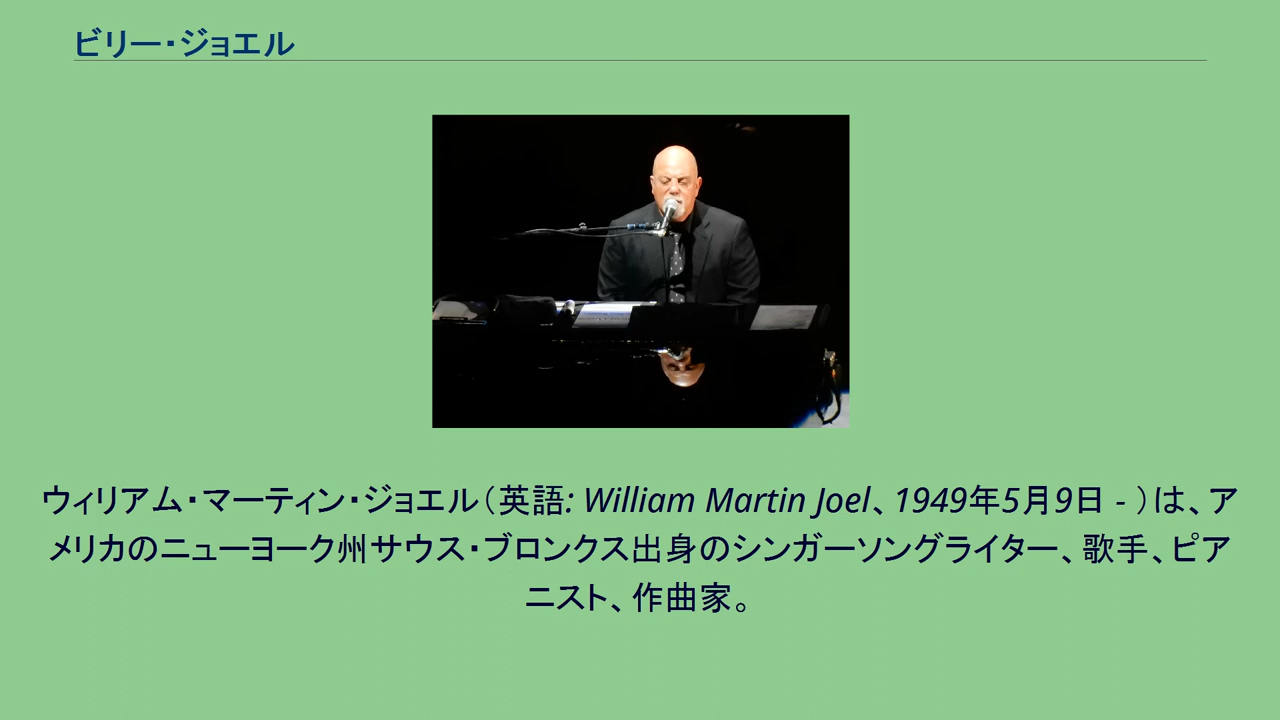 ビリー・ジョエル
ウィリアム・マーティン・ジョエル（英語: William Martin Joel、1949年5月9日 - ）は、ア
メリカのニューヨーク州サウス・ブロンクス出身のシンガーソングライター、歌手、ピア
ニスト、作曲家。